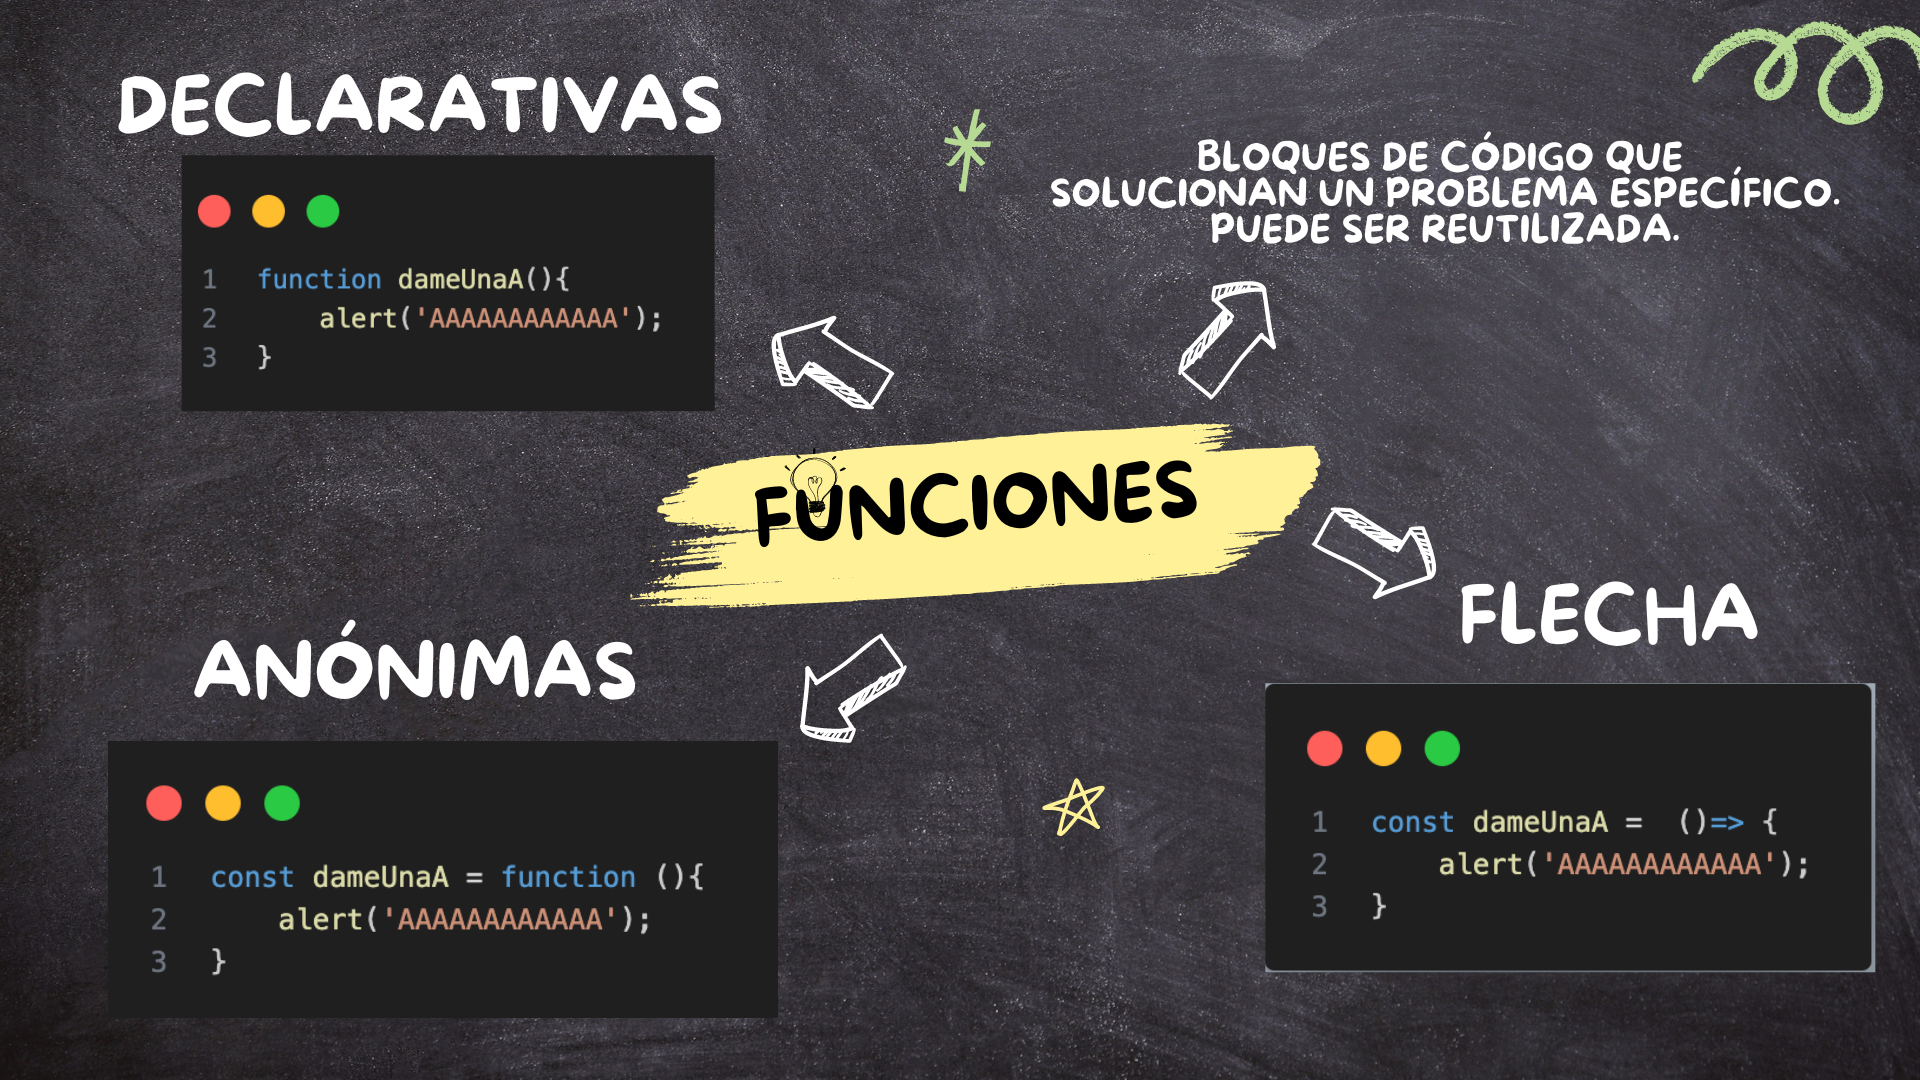 DECLARATIVAS
1 function dameUnaA(){
2 alert('AAAAAAAAAAAA');
3 }
BLOQUES DE CÓDIGO QUE
SOLUCIONAN UN PROBLEMA ESPECÍFICO.
PUEDE SER REUTILIZADA.
FUNCIONES
ANÓNIMAS
1 const dameUnaA = function (){
2 alert('AAAAAAAAAAAA');
3 }
FLECHA
1 const dameUnaA =  ()=> {
2 alert('AAAAAAAAAAAA');
3 }